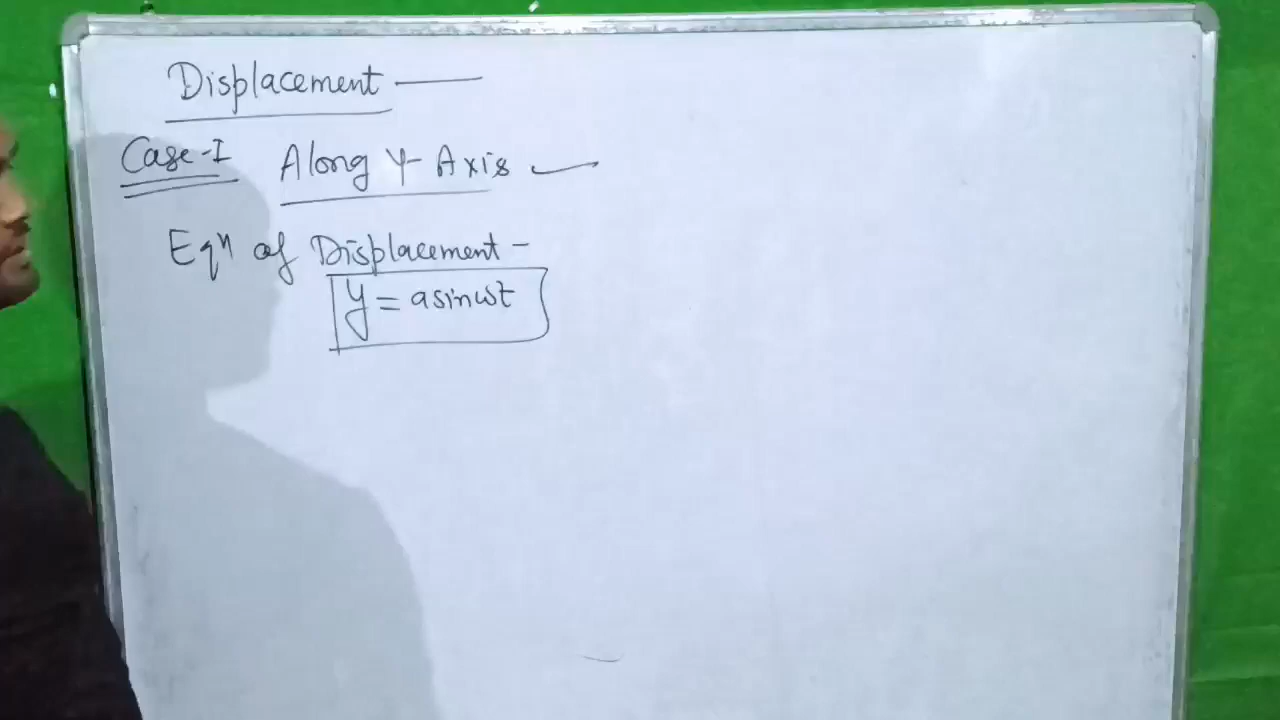 Displacement —
Case-I Along Y-Axis
Eqn of Displacement -
y = asinωt